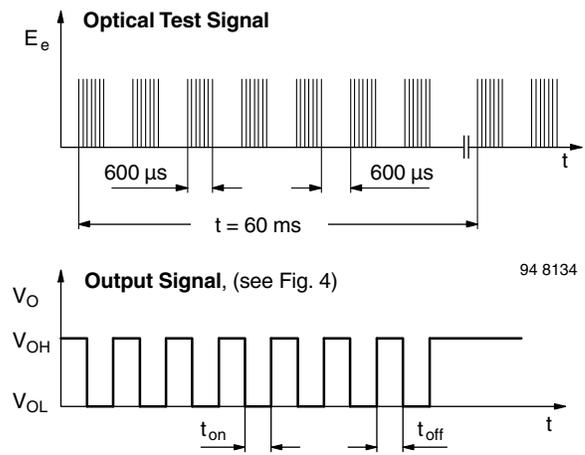 Optical Test Signal
Ee
t
600 µs
600 µs
t = 60 ms
94 8134
Output Signal, (see Fig. 4)
VO
VOH
VOL
t
ton
toff